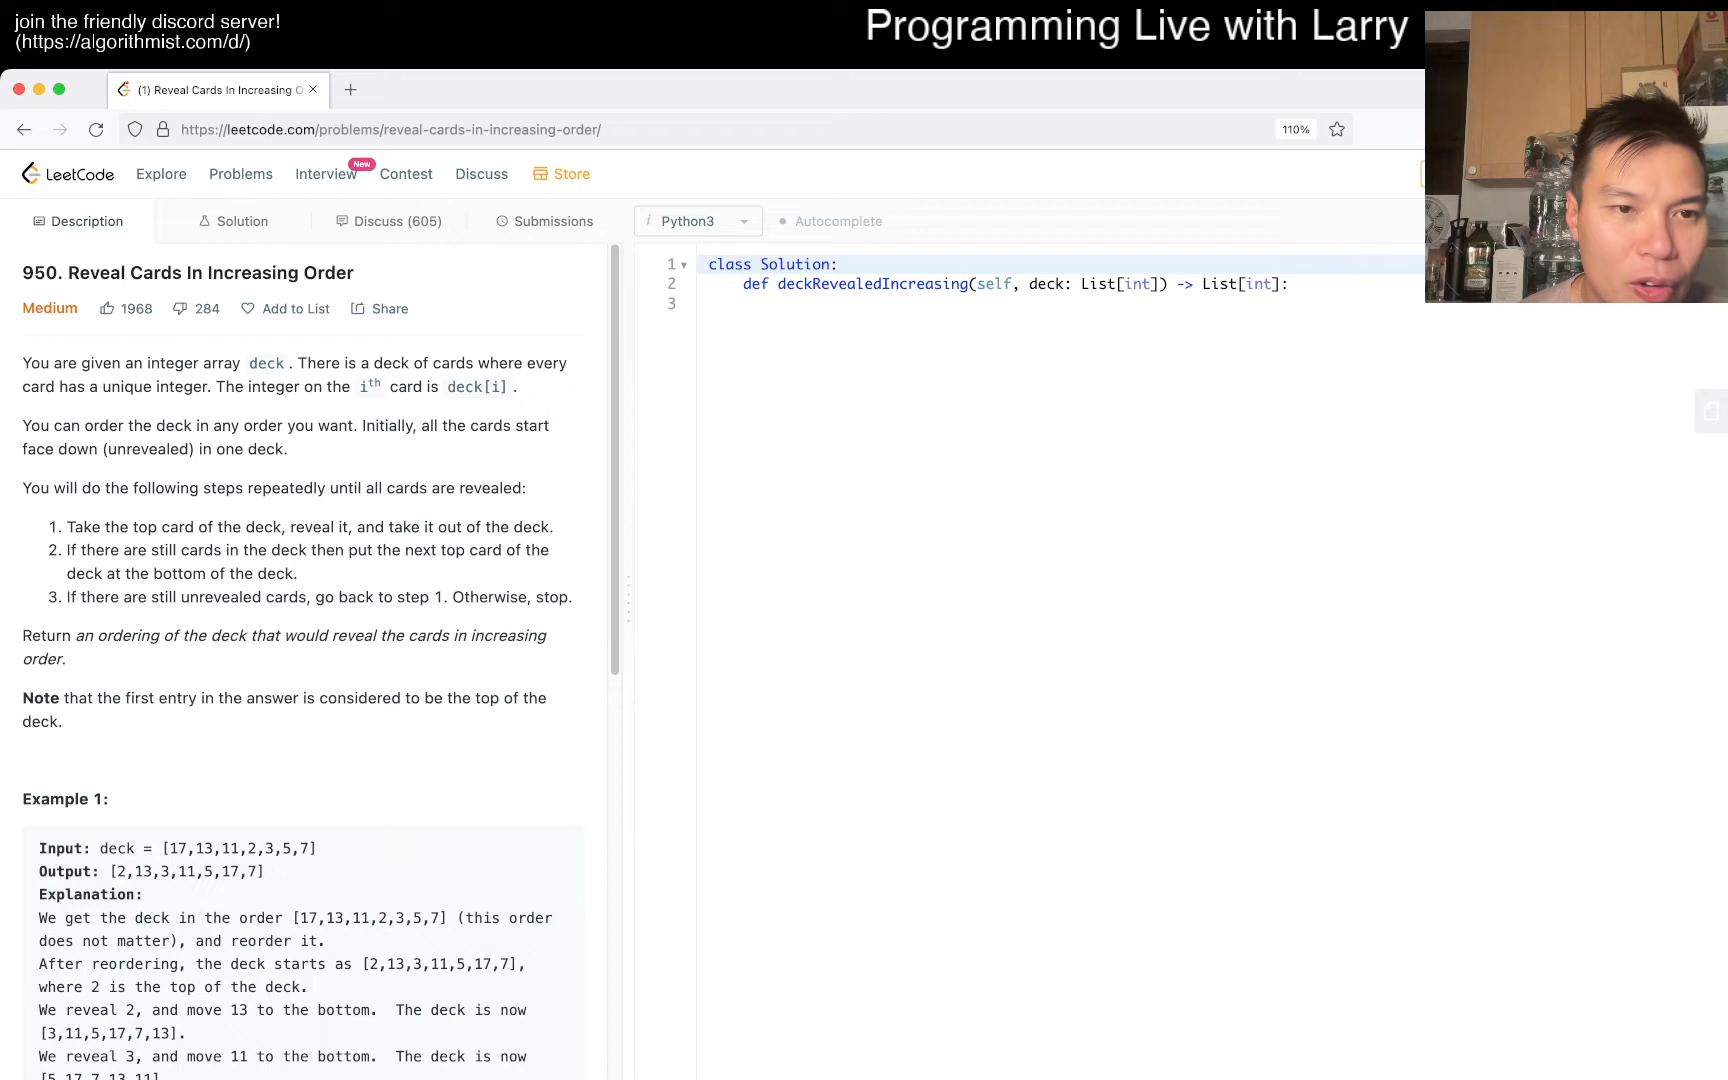 join the friendly discord server!
(https://algorithmist.com/d/)
Programming Live with Larry
(1) Reveal Cards In Increasing O
https://leetcode.com/problems/reveal-cards-in-increasing-order/
110%
LeetCode
Explore
Problems
Interview
New
Contest
Discuss
Store
Description
Solution
Discuss (605)
Submissions
i Python3
Autocomplete
950. Reveal Cards In Increasing Order
Medium
1968
284
Add to List
Share
You are given an integer array deck . There is a deck of cards where every
card has a unique integer. The integer on the ith card is deck[i] .
You can order the deck in any order you want. Initially, all the cards start
face down (unrevealed) in one deck.
You will do the following steps repeatedly until all cards are revealed:
1. Take the top card of the deck, reveal it, and take it out of the deck.
2. If there are still cards in the deck then put the next top card of the
deck at the bottom of the deck.
3. If there are still unrevealed cards, go back to step 1. Otherwise, stop.
Return an ordering of the deck that would reveal the cards in increasing
order.
Note that the first entry in the answer is considered to be the top of the
deck.
Example 1:
Input: deck = [17,13,11,2,3,5,7]
Output: [2,13,3,11,5,17,7]
Explanation:
We get the deck in the order [17,13,11,2,3,5,7] (this order
does not matter), and reorder it.
After reordering, the deck starts as [2,13,3,11,5,17,7],
where 2 is the top of the deck.
We reveal 2, and move 13 to the bottom.  The deck is now
[3,11,5,17,7,13].
We reveal 3, and move 11 to the bottom.  The deck is now
[5,17,7,13,11].
1 class Solution:
2     def deckRevealedIncreasing(self, deck: List[int]) -> List[int]:
3